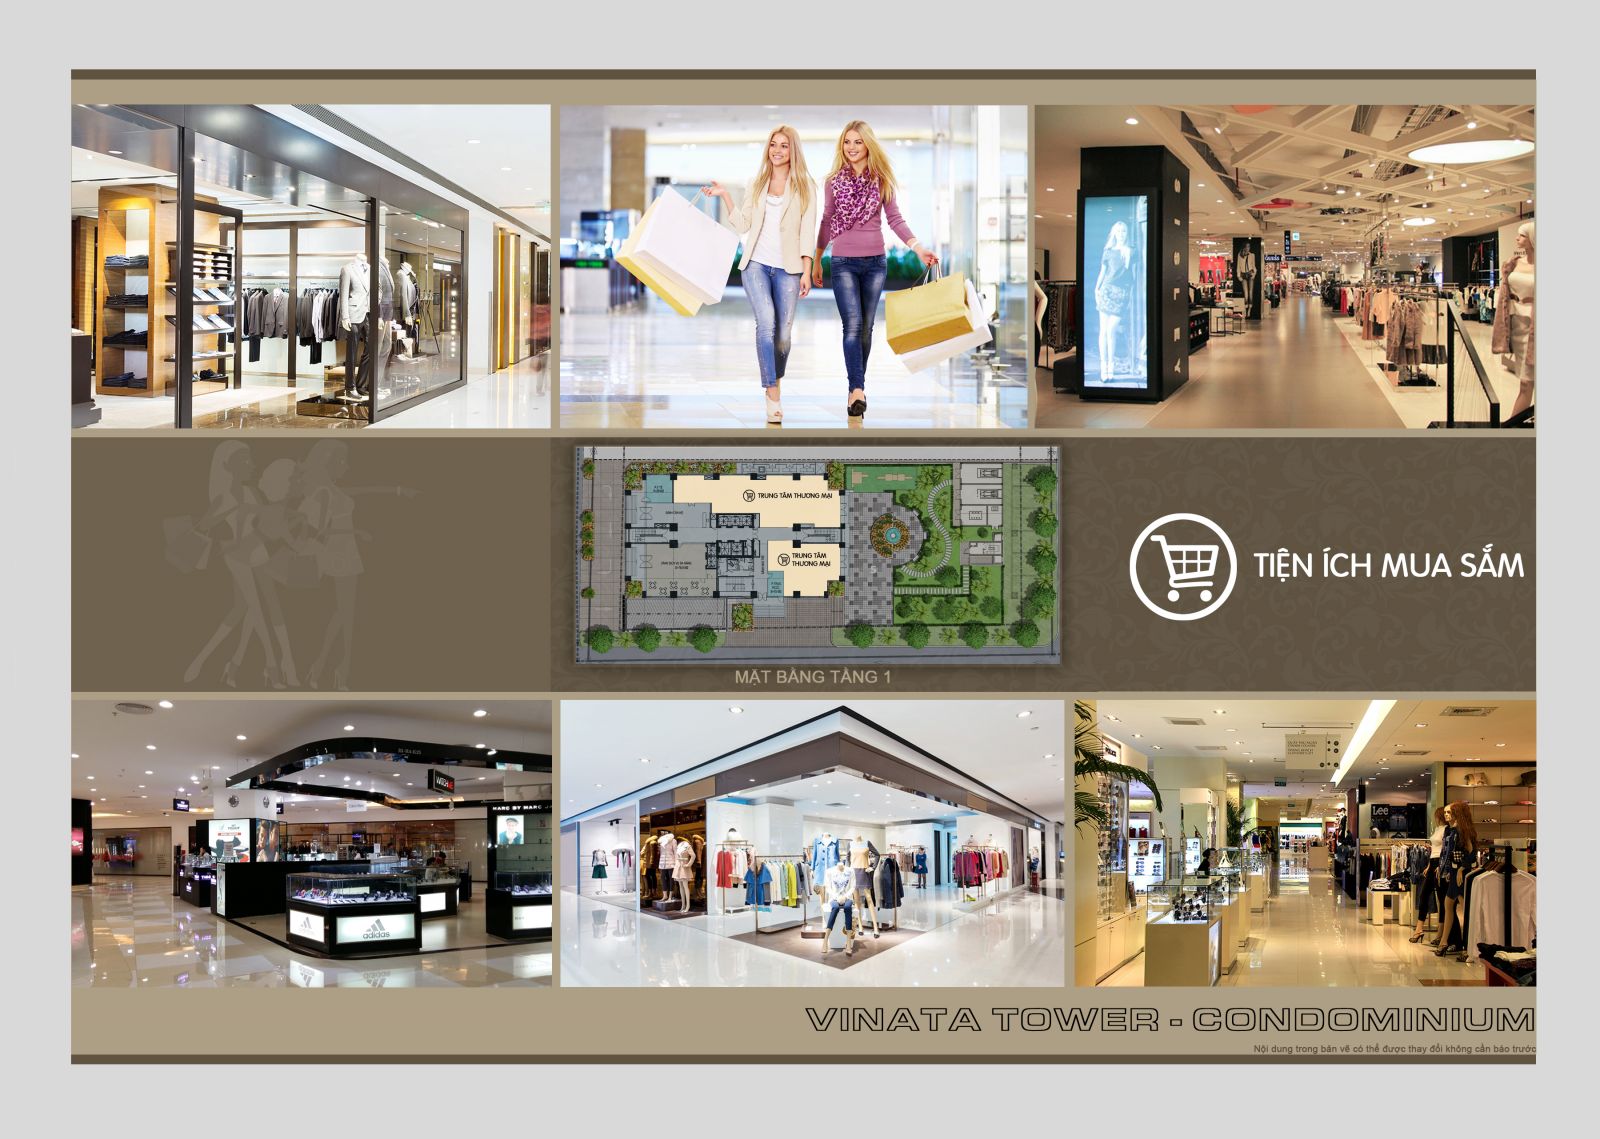 TRUNG TÂM THƯƠNG MẠI
TRUNG TÂM
THƯƠNG MẠI
MẶT BẰNG TẦNG 1
TIỆN ÍCH MUA SẮM
MARC BY MARC
adidas
Lee
VINATA TOWER - CONDOMINIUM
Nội dung trong bản vẽ có thể được thay đổi không cần báo trước